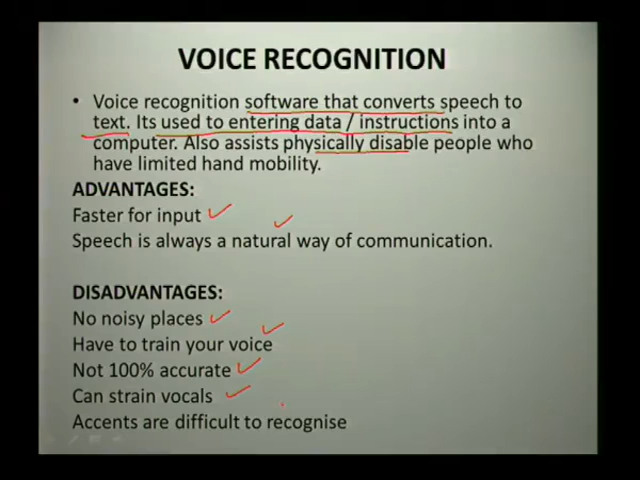 VOICE RECOGNITION
• Voice recognition software that converts speech to
text. Its used to entering data / instructions into a
computer. Also assists physically disable people who
have limited hand mobility.
ADVANTAGES:
Faster for input
Speech is always a natural way of communication.
DISADVANTAGES:
No noisy places
Have to train your voice
Not 100% accurate
Can strain vocals
Accents are difficult to recognise